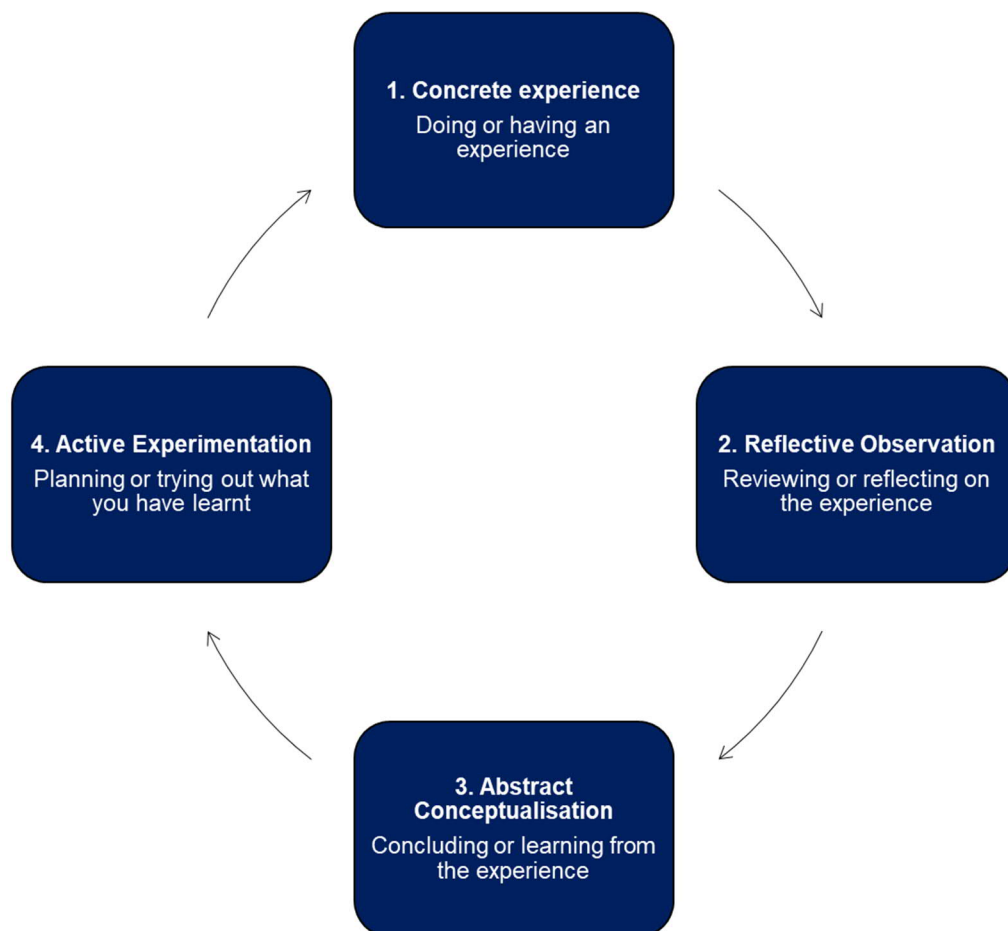 1. Concrete experience
Doing or having an
experience
2. Reflective Observation
Reviewing or reflecting on
the experience
3. Abstract
Conceptualisation
Concluding or learning from
the experience
4. Active Experimentation
Planning or trying out what
you have learnt